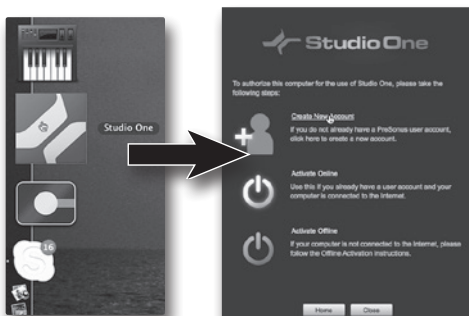 Studio One
16
Studio One
To authorize this computer for the use of Studio One, please take the
following steps:
Create New Account
If you do not already have a PreSonus user account,
click here to create a new account.
Activate Online
Use this if you already have a user account and your
computer is connected to the Internet.
Activate Offline
If your computer is not connected to the Internet, please
follow the Offline Activation instructions.
Home Close